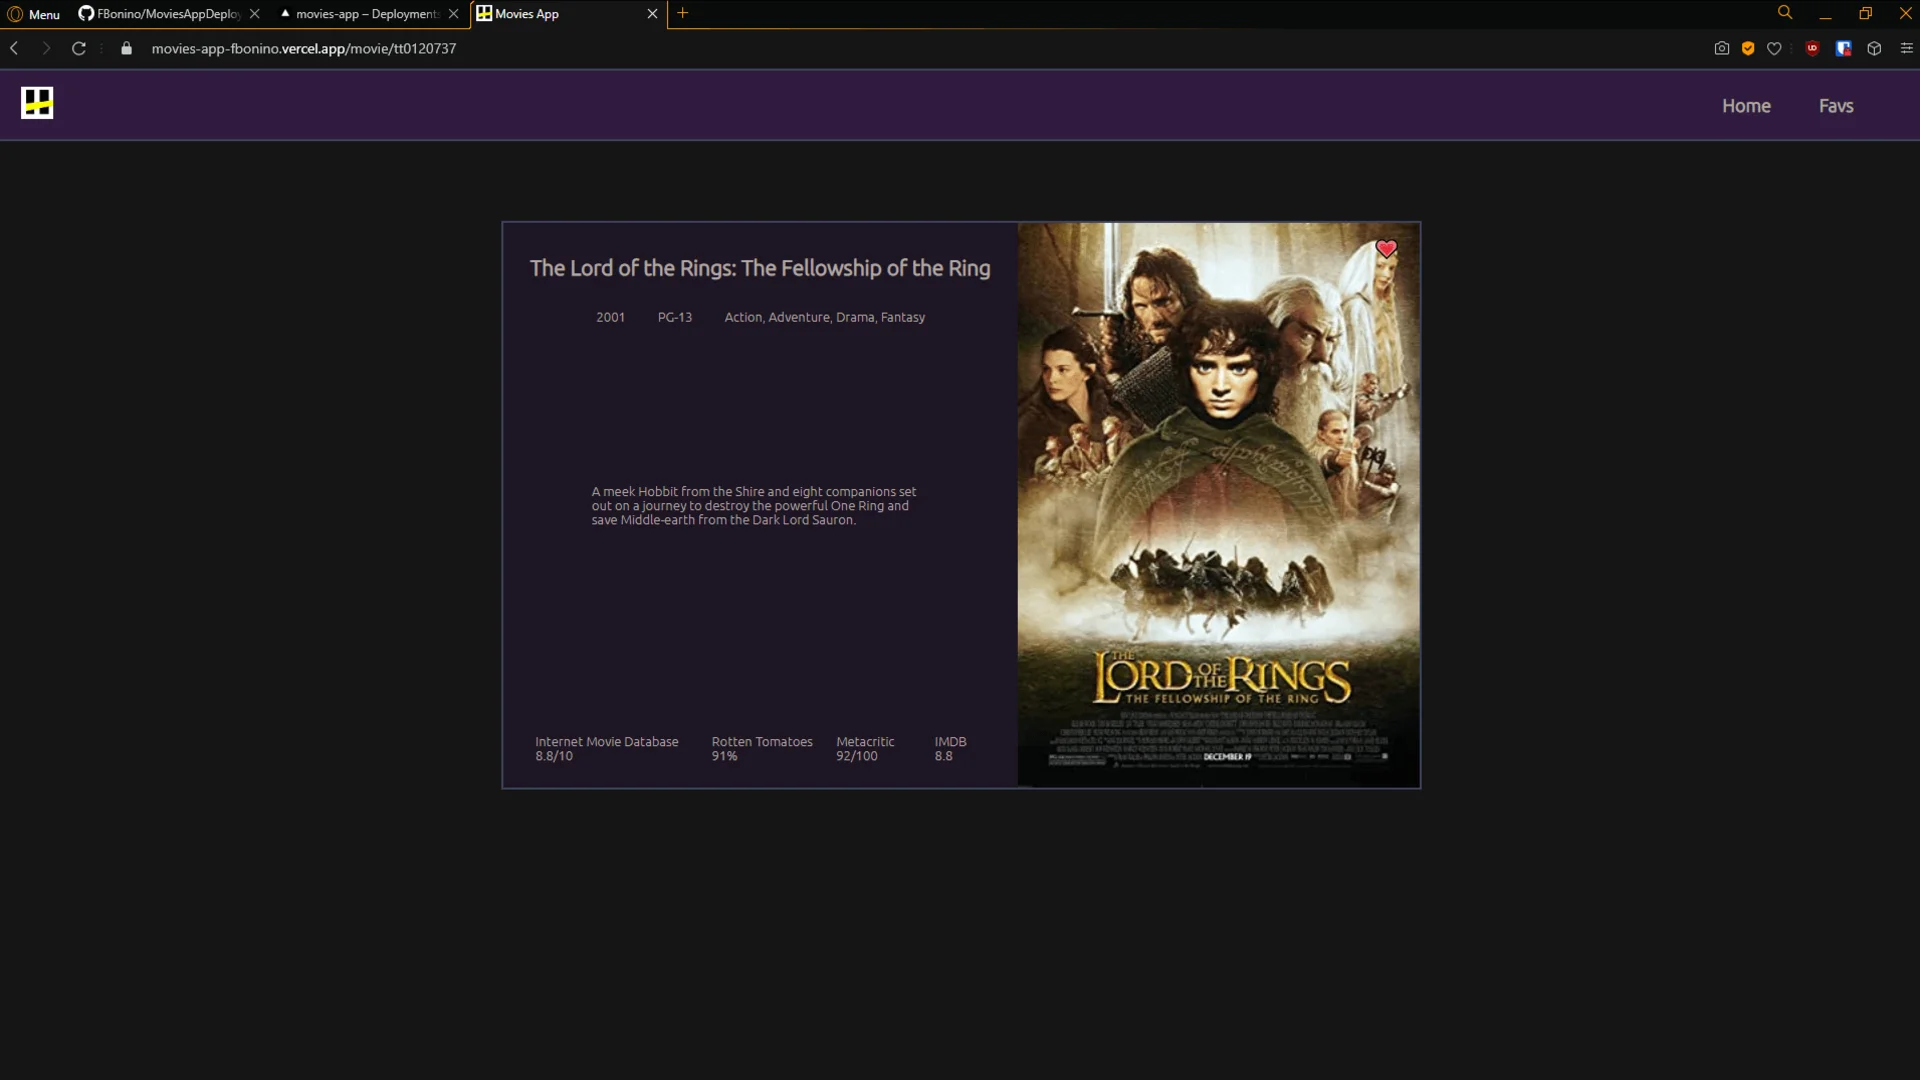 Menu
FBonino/MoviesAppDeploy
movies-app – Deployments
Movies App
movies-app-fbonino.vercel.app/movie/tt0120737
Home
Favs
The Lord of the Rings: The Fellowship of the Ring
2001 PG-13 Action, Adventure, Drama, Fantasy
A meek Hobbit from the Shire and eight companions set
out on a journey to destroy the powerful One Ring and
save Middle-earth from the Dark Lord Sauron.
Internet Movie Database Rotten Tomatoes Metacritic IMDB
8.8/10 91% 92/100 8.8
THE
LORD OF THE RINGS
THE FELLOWSHIP OF THE RING
DECEMBER 19